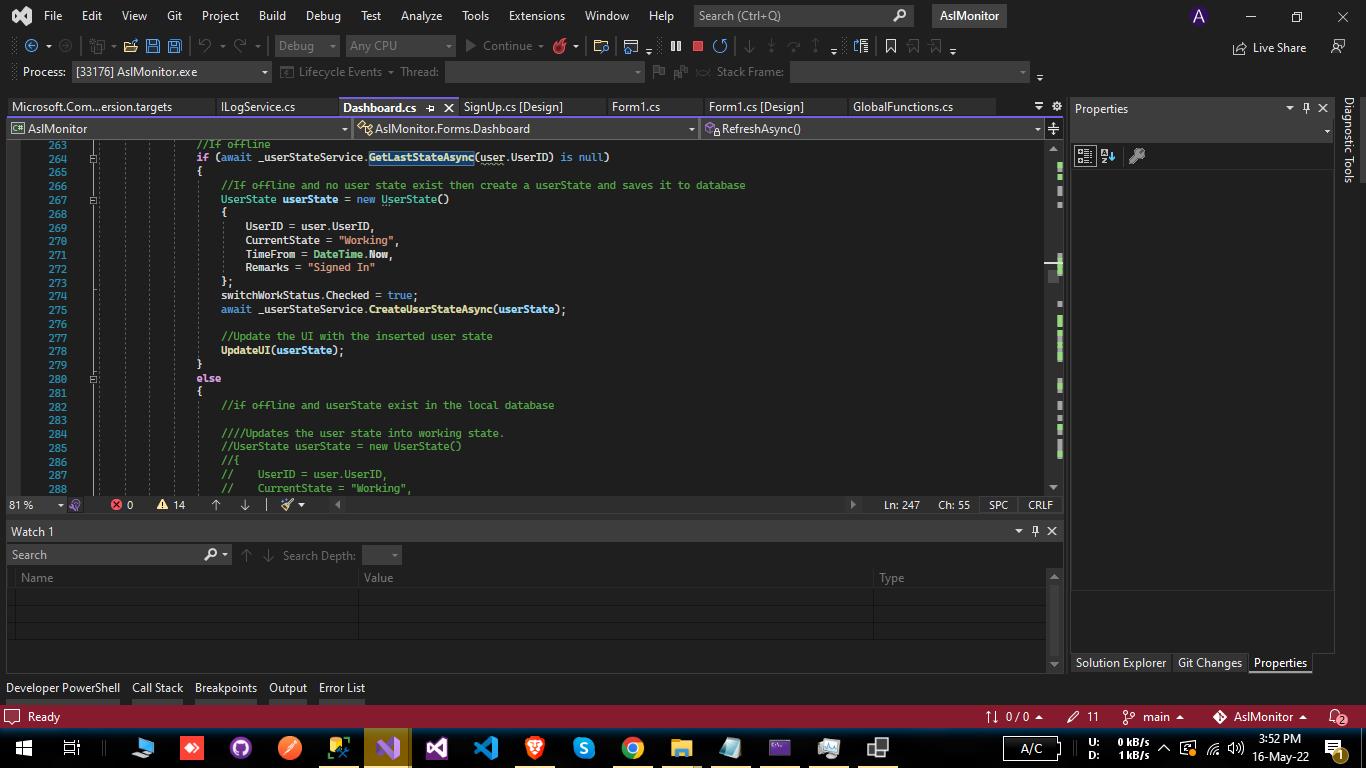 File Edit View Git Project Build Debug Test Analyze Tools Extensions Window Help Search (Ctrl+Q) AslMonitor A
Debug Any CPU Continue Live Share
Process: [33176] AslMonitor.exe Lifecycle Events Thread: Stack Frame:
Microsoft.Com...ersion.targets ILogService.cs Dashboard.cs SignUp.cs [Design] Form1.cs Form1.cs [Design] GlobalFunctions.cs
C# AslMonitor AslMonitor.Forms.Dashboard RefreshAsync()
263 //If offline
264 if (await _userStateService.GetLastStateAsync(user.UserID) is null)
265 {
266 //If offline and no user state exist then create a userState and saves it to database
267 UserState userState = new UserState()
268 {
269 UserID = user.UserID,
270 CurrentState = "Working",
271 TimeFrom = DateTime.Now,
272 Remarks = "Signed In"
273 };
274 switchWorkStatus.Checked = true;
275 await _userStateService.CreateUserStateAsync(userState);
276
277 //Update the UI with the inserted user state
278 UpdateUI(userState);
279 }
280 else
281 {
282 //if offline and userState exist in the local database
283
284 ////Updates the user state into working state.
285 //UserState userState = new UserState()
286 //{
287 // UserID = user.UserID,
288 // CurrentState = "Working",
81 % 0 14 Ln: 247 Ch: 55 SPC CRLF
Watch 1
Search Search Depth:
Name Value Type
Properties
Diagnostic Tools
Solution Explorer Git Changes Properties
Developer PowerShell Call Stack Breakpoints Output Error List
Ready 0 / 0 11 main AslMonitor 2
A/C U: 0 kB/s D: 1 kB/s 3:52 PM 16-May-22 1